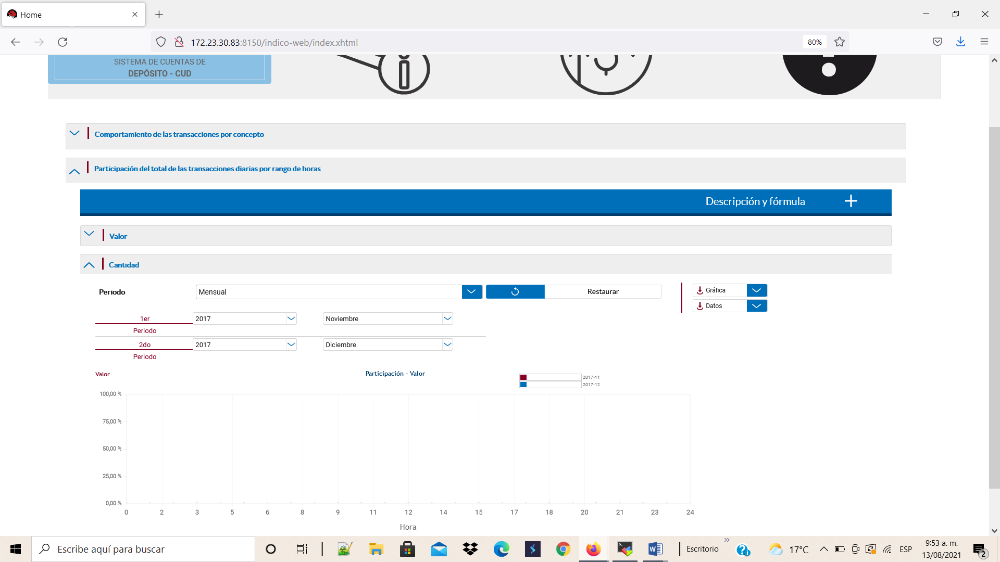 Home
172.23.30.83:8150/indico-web/index.xhtml
80%
SISTEMA DE CUENTAS DE
DEPÓSITO - CUD
Comportamiento de las transacciones por concepto
Participación del total de las transacciones diarias por rango de horas
Descripción y fórmula
Valor
Cantidad
Periodo
Mensual
Restaurar
Gráfica
Datos
1er
2017
Noviembre
Periodo
2do
2017
Diciembre
Periodo
Valor
Participación - Valor
2017-11
2017-12
100,00 %
75,00 %
50,00 %
25,00 %
0,00 %
0 2 3 5 6 8 9 11 12 14 15 17 18 20 21 23 24
Hora
Escribe aquí para buscar
Escritorio
17°C
ESP
9:53 a. m.
13/08/2021
2